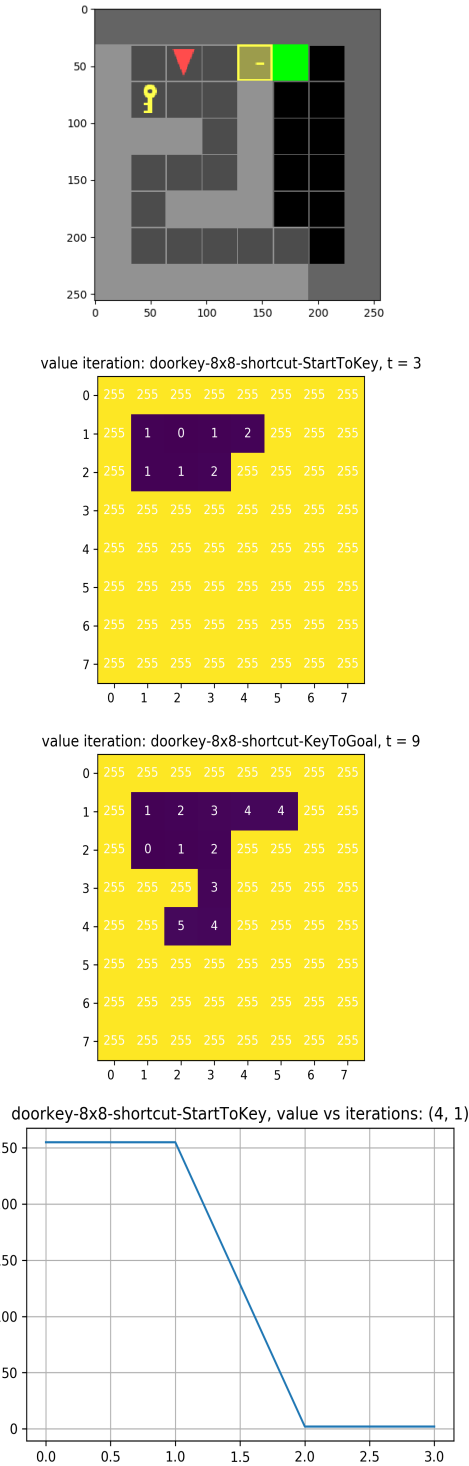 0
50
100
150
200
250
0 50 100 150 200 250
value iteration: doorkey-8x8-shortcut-StartToKey, t = 3
0 255 255 255 255 255 255 255 255
1 255 1 0 1 2 255 255 255
2 255 1 1 2 255 255 255 255
3 255 255 255 255 255 255 255 255
4 255 255 255 255 255 255 255 255
5 255 255 255 255 255 255 255 255
6 255 255 255 255 255 255 255 255
7 255 255 255 255 255 255 255 255
0 1 2 3 4 5 6 7
value iteration: doorkey-8x8-shortcut-KeyToGoal, t = 9
0 255 255 255 255 255 255 255 255
1 255 1 2 3 4 4 255 255
2 255 0 1 2 255 255 255 255
3 255 255 255 3 255 255 255 255
4 255 255 5 4 255 255 255 255
5 255 255 255 255 255 255 255 255
6 255 255 255 255 255 255 255 255
7 255 255 255 255 255 255 255 255
0 1 2 3 4 5 6 7
doorkey-8x8-shortcut-StartToKey, value vs iterations: (4, 1)
50
00
50
00
50
0
0.0 0.5 1.0 1.5 2.0 2.5 3.0